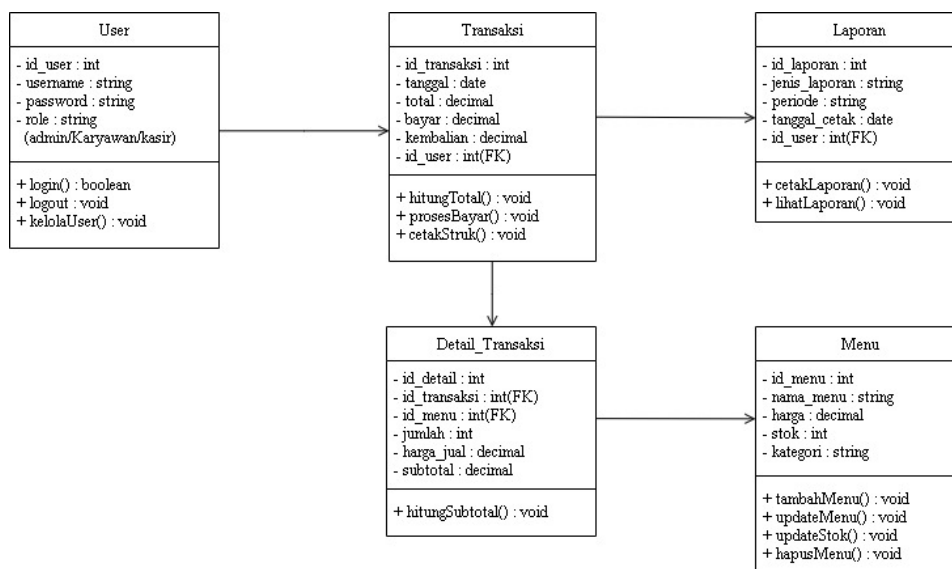 User
- id_user : int
- username : string
- password : string
- role : string
(admin/Karyawan/kasir)
+ login() : boolean
+ logout : void
+ kelolaUser() : void
Transaksi
- id_transaksi : int
- tanggal : date
- total : decimal
- bayar : decimal
- kembalian : decimal
- id_user : int(FK)
+ hitungTotal() : void
+ prosesBayar() : void
+ cetakStruk() : void
Laporan
- id_laporan : int
- jenis_laporan : string
- periode : string
- tanggal_cetak : date
- id_user : int(FK)
+ cetakLaporan() : void
+ lihatLaporan() : void
Detail_Transaksi
- id_detail : int
- id_transaksi : int(FK)
- id_menu : int(FK)
- jumlah : int
- harga_jual : decimal
- subtotal : decimal
+ hitungSubtotal() : void
Menu
- id_menu : int
- nama_menu : string
- harga : decimal
- stok : int
- kategori : string
+ tambahMenu() : void
+ updateMenu() : void
+ updateStok() : void
+ hapusMenu() : void